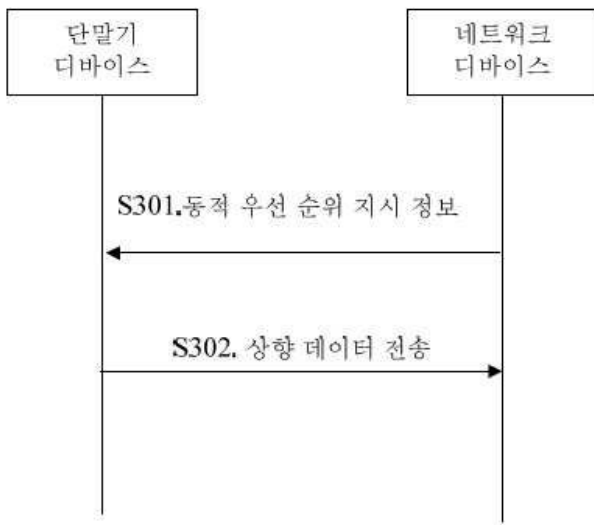 단말기
디바이스
네트워크
디바이스
S301.동적 우선 순위 지시 정보
S302. 상향 데이터 전송